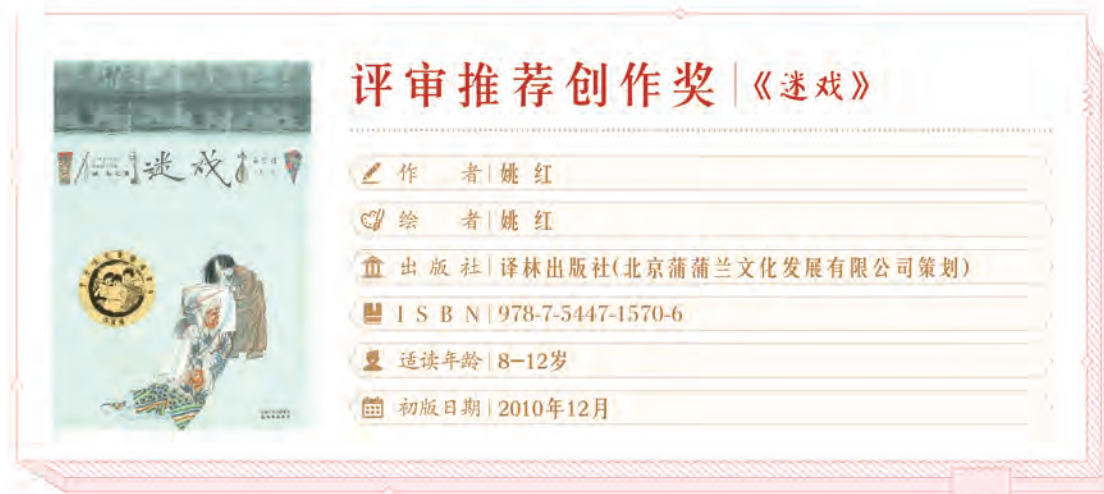 评审推荐创作奖 | 《迷戏》
迷戏
作 者 | 姚 红
绘 者 | 姚 红
出 版 社 | 译林出版社(北京蒲蒲兰文化发展有限公司策划)
I S B N | 978-7-5447-1570-6
适读年龄 | 8-12岁
初版日期 | 2010年12月